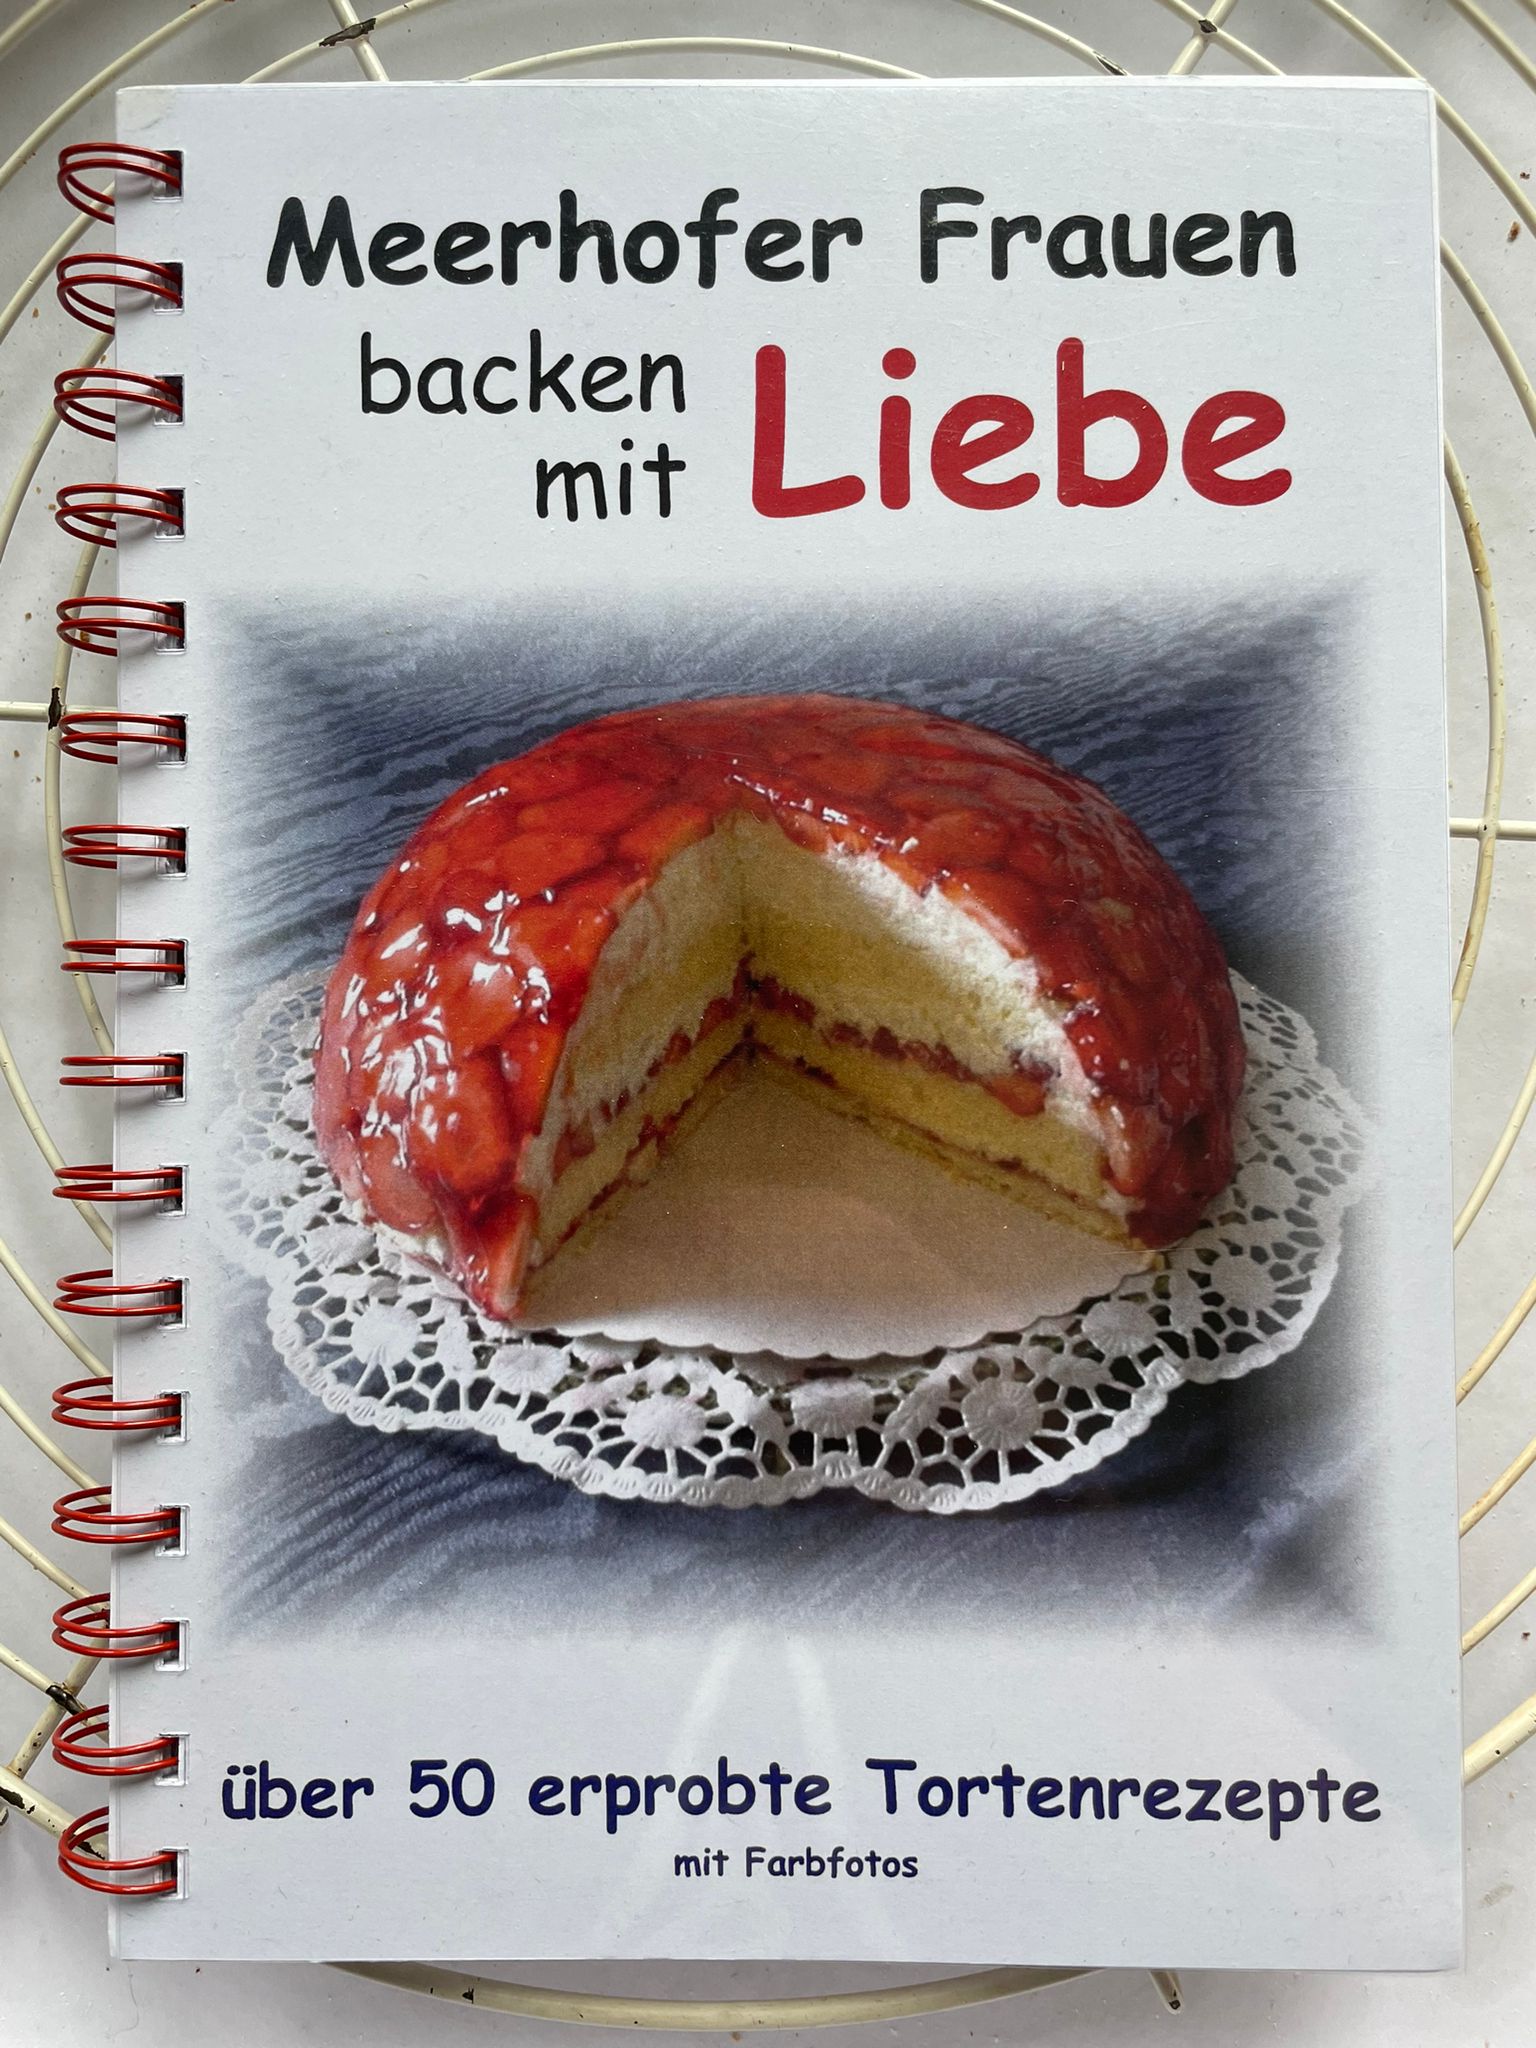 Meerhofer Frauen
backen
mit Liebe
über 50 erprobte Tortenrezepte
mit Farbfotos